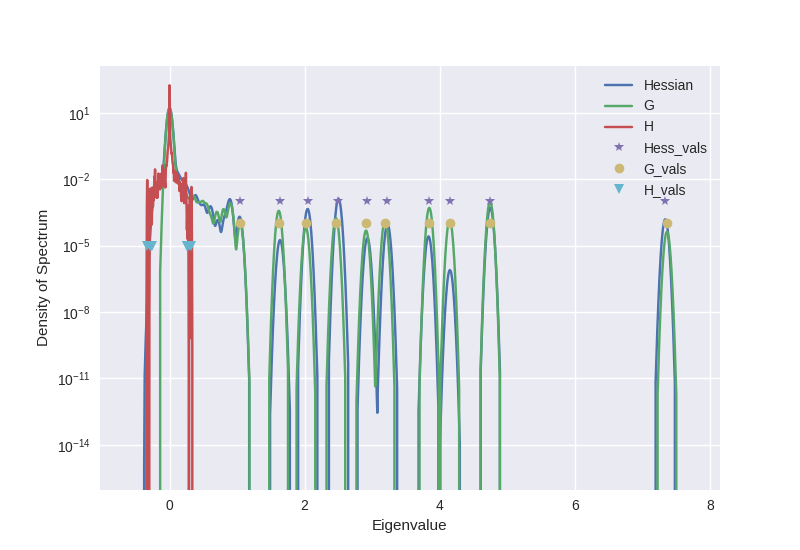 Hessian
G
H
Hess_vals
G_vals
H_vals
10^1
10^-2
10^-5
10^-8
10^-11
10^-14
Density of Spectrum
0 2 4 6 8
Eigenvalue